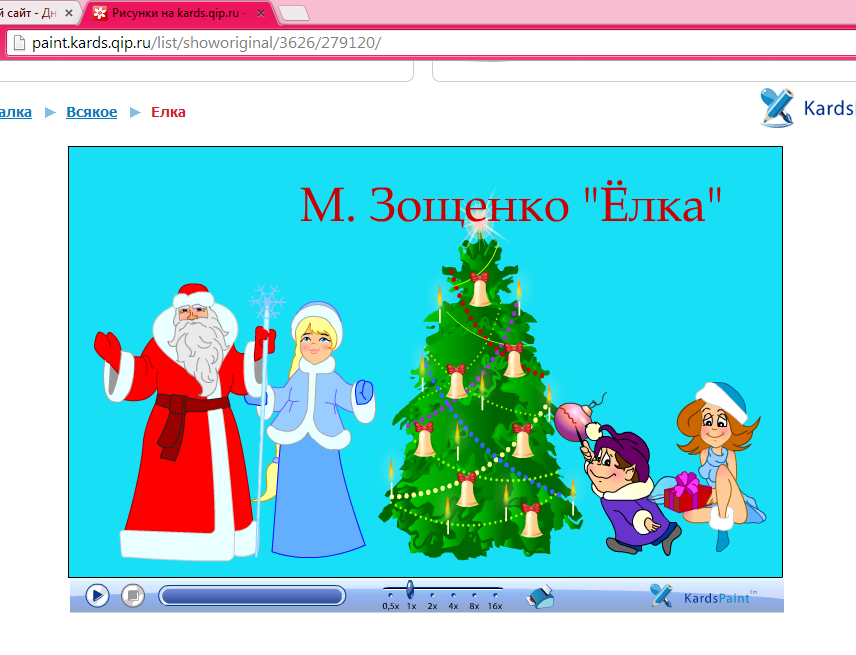 й сайт - Дн
Рисунки на kards.qip.ru -
paint.kards.qip.ru/list/showoriginal/3626/279120/
алка Всякое Елка
Kards
М. Зощенко "Ёлка"
0,5x 1x 2x 4x 8x 16x
KardsPaint™